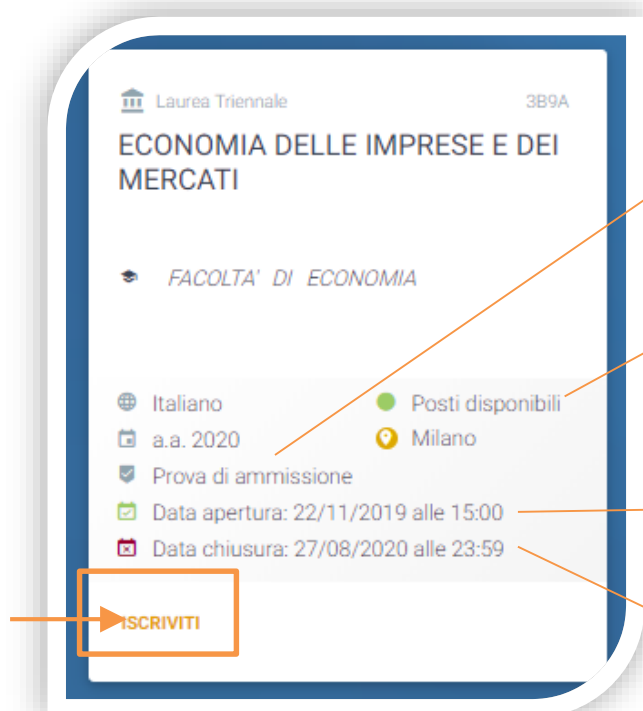 Laurea Triennale 3B9A
ECONOMIA DELLE IMPRESE E DEI
MERCATI
FACOLTA' DI ECONOMIA
Italiano Posti disponibili
a.a. 2020 Milano
Prova di ammissione
Data apertura: 22/11/2019 alle 15:00
Data chiusura: 27/08/2020 alle 23:59
ISCRIVITI